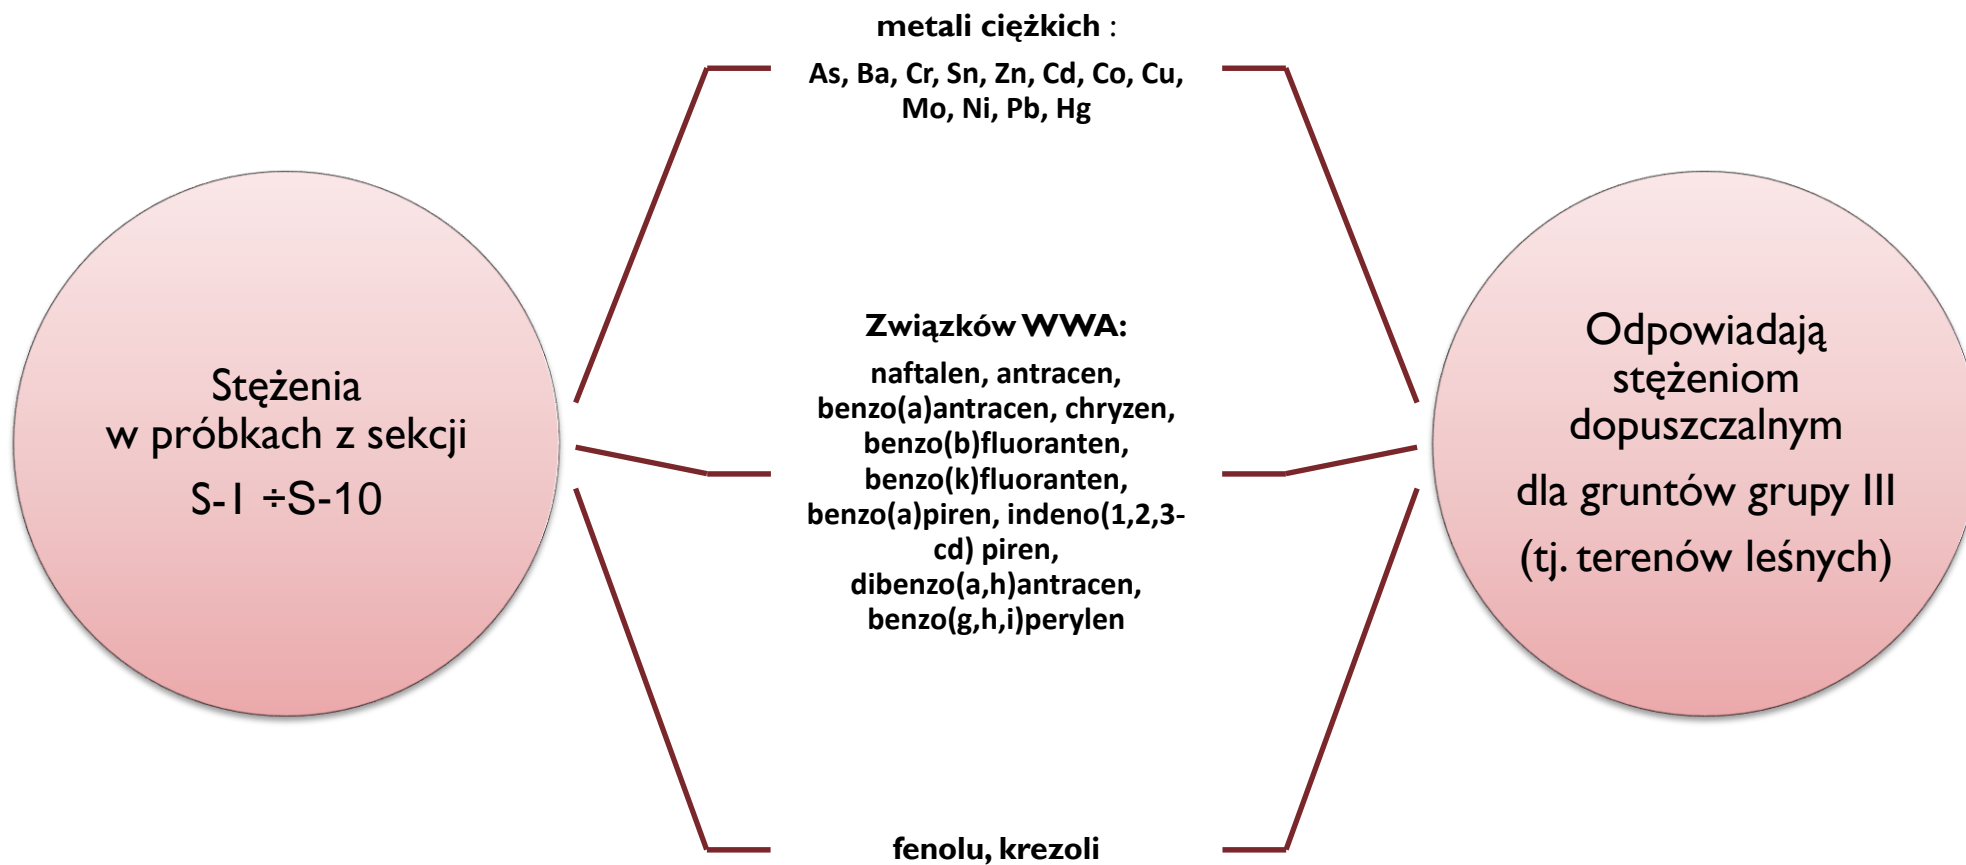 Stężenia
w próbkach z sekcji
S-1 ÷S-10
metali ciężkich :
As, Ba, Cr, Sn, Zn, Cd, Co, Cu,
Mo, Ni, Pb, Hg
Związków WWA:
naftalen, antracen,
benzo(a)antracen, chryzen,
benzo(b)fluoranten,
benzo(k)fluoranten,
benzo(a)piren, indeno(1,2,3-
cd) piren,
dibenzo(a,h)antracen,
benzo(g,h,i)perylen
fenolu, krezoli
Odpowiadają
stężeniom
dopuszczalnym
dla gruntów grupy III
(tj. terenów leśnych)